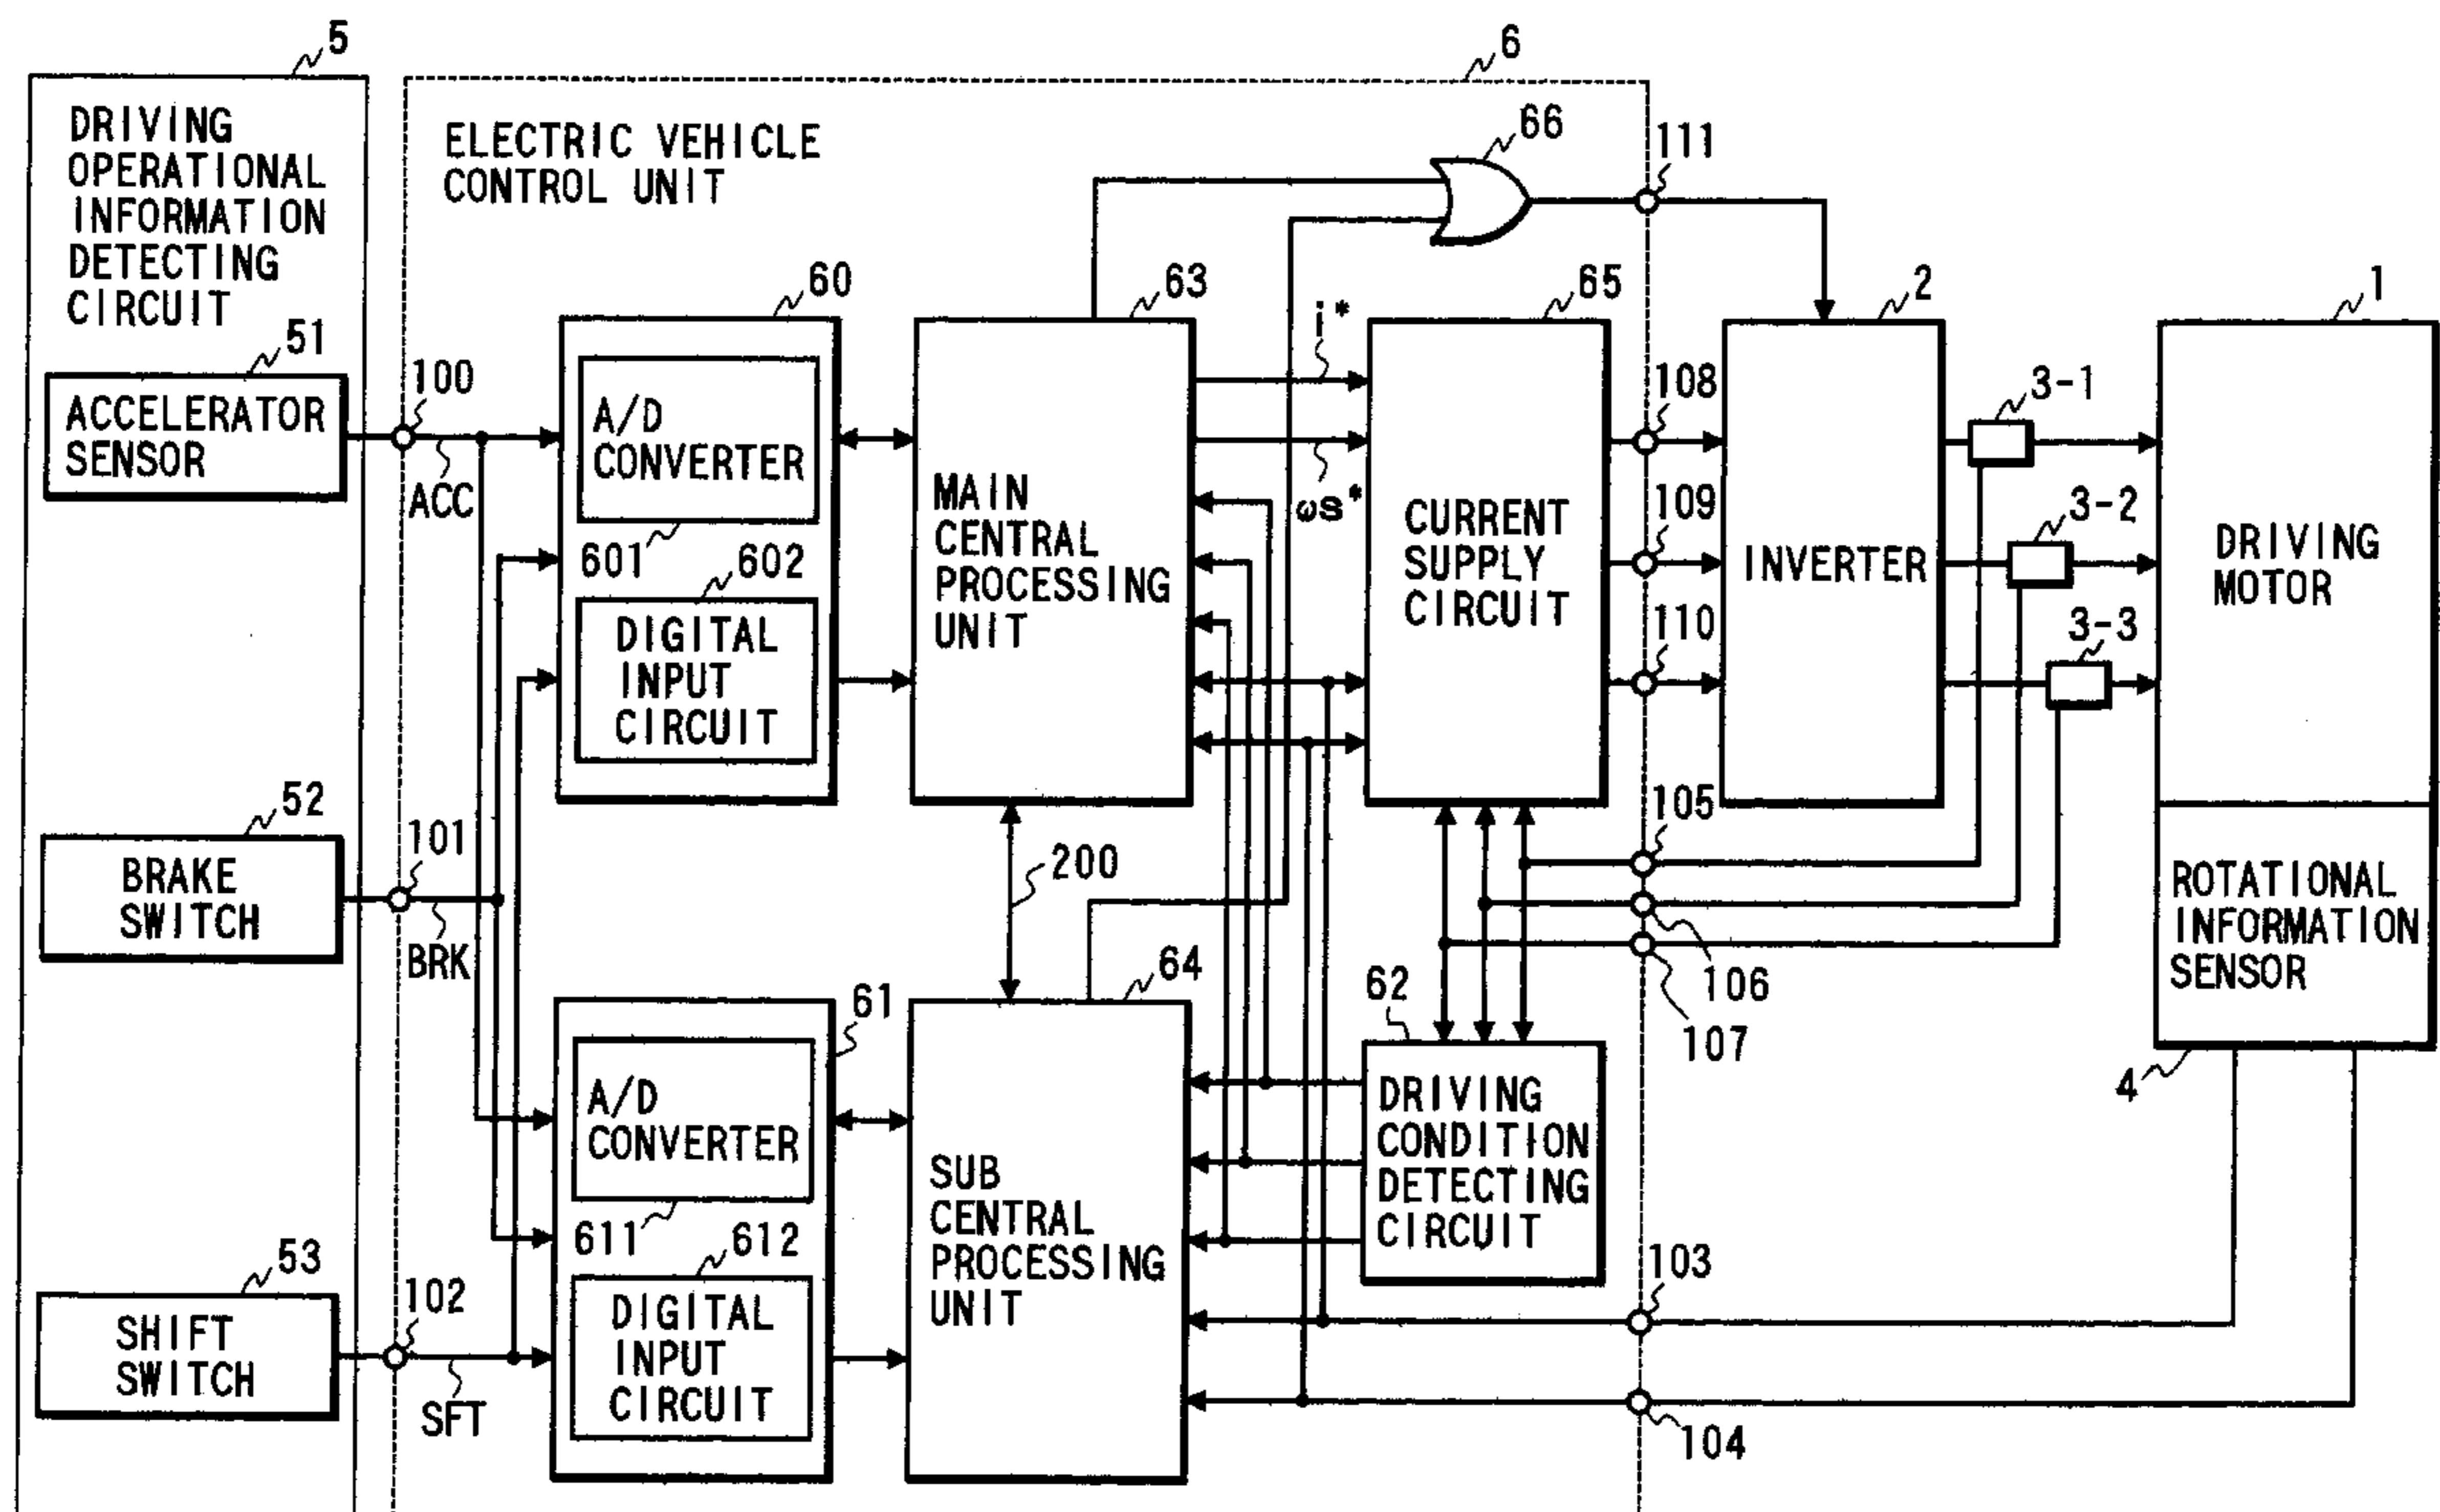 5
6
DRIVING
OPERATIONAL
INFORMATION
DETECTING
CIRCUIT
ELECTRIC VEHICLE
CONTROL UNIT
66
111
60
63
65
2
1
51
ACCELERATOR
SENSOR
100
ACC
A/D
CONVERTER
601
602
DIGITAL
INPUT
CIRCUIT
MAIN
CENTRAL
PROCESSING
UNIT
i*
ωs*
CURRENT
SUPPLY
CIRCUIT
108
109
110
INVERTER
3-1
3-2
3-3
DRIVING
MOTOR
52
BRAKE
SWITCH
101
BRK
200
105
106
107
ROTATIONAL
INFORMATION
SENSOR
4
61
64
62
A/D
CONVERTER
611
612
DIGITAL
INPUT
CIRCUIT
SUB
CENTRAL
PROCESSING
UNIT
DRIVING
CONDITION
DETECTING
CIRCUIT
53
SHIFT
SWITCH
102
SFT
103
104